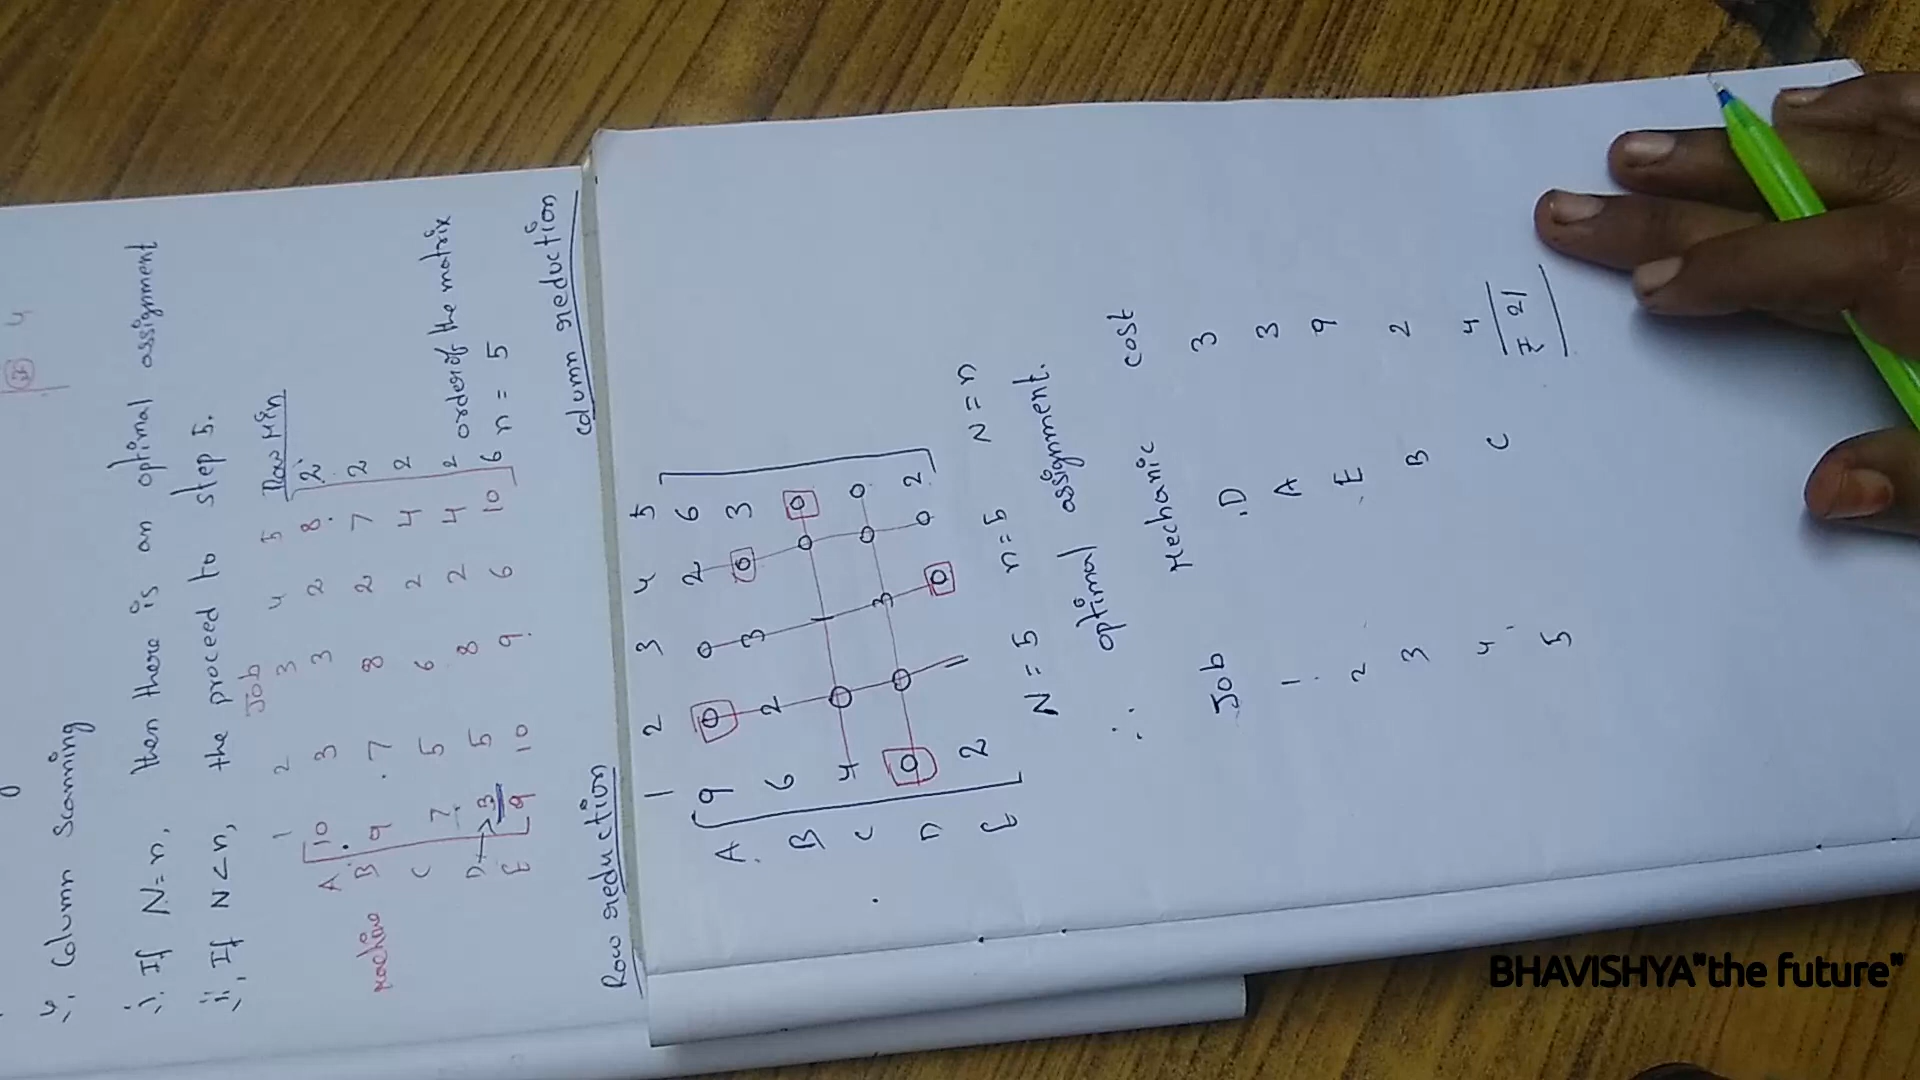 4
v. Column Scanning
i). If N=n, then there is an optimal assignment
ii). If N<n, the proceed to step 5.
Job
1 2 3 4 5 Row Min
A 10 3 3 2 8 2
machine B 9 7 8 2 7 2
C 7 5 6 2 4 2
D → 3 5 8 2 4 2 order of the matrix
E 9 10 9 6 10 6 n = 5
Row reduction column reduction
1 2 3 4 5
A 9 0 0 2 6
B 6 2 3 0 3
C 4 0 1 0 0
D 0 0 3 0 0
E 2 1 0 0 2
N = 5 n = 5 N = n
∴ optimal assignment.
Job Mechanic cost
1 D 3
2 A 3
3 E 9
4 B 2
5 C 4
₹ 21
BHAVISHYA"the future"